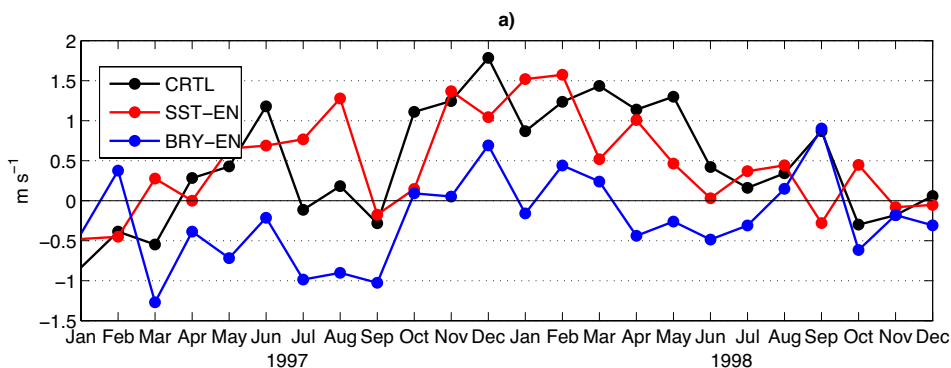 a)
m s⁻¹
2
1.5
1
0.5
0
−0.5
−1
−1.5
CRTL
SST−EN
BRY−EN
Jan Feb Mar Apr May Jun Jul Aug Sep Oct Nov Dec Jan Feb Mar Apr May Jun Jul Aug Sep Oct Nov Dec
1997 1998